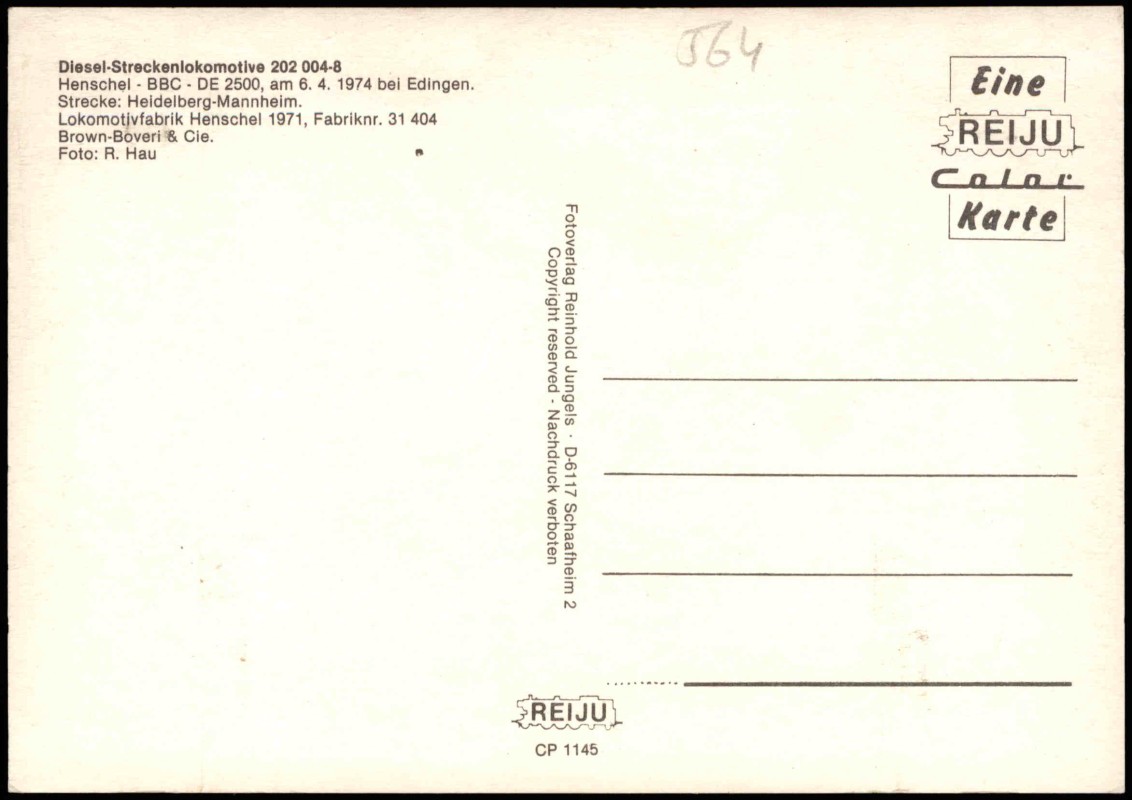 Diesel-Streckenlokomotive 202 004-8
Henschel - BBC - DE 2500, am 6. 4. 1974 bei Edingen.
Strecke: Heidelberg-Mannheim.
Lokomotivfabrik Henschel 1971, Fabriknr. 31 404
Brown-Boveri & Cie.
Foto: R. Hau
564
Eine
REIJU
Color
Karte
Fotoverlag Reinhold Jungels · D-6117 Schaafheim 2
Copyright reserved - Nachdruck verboten
REIJU
CP 1145